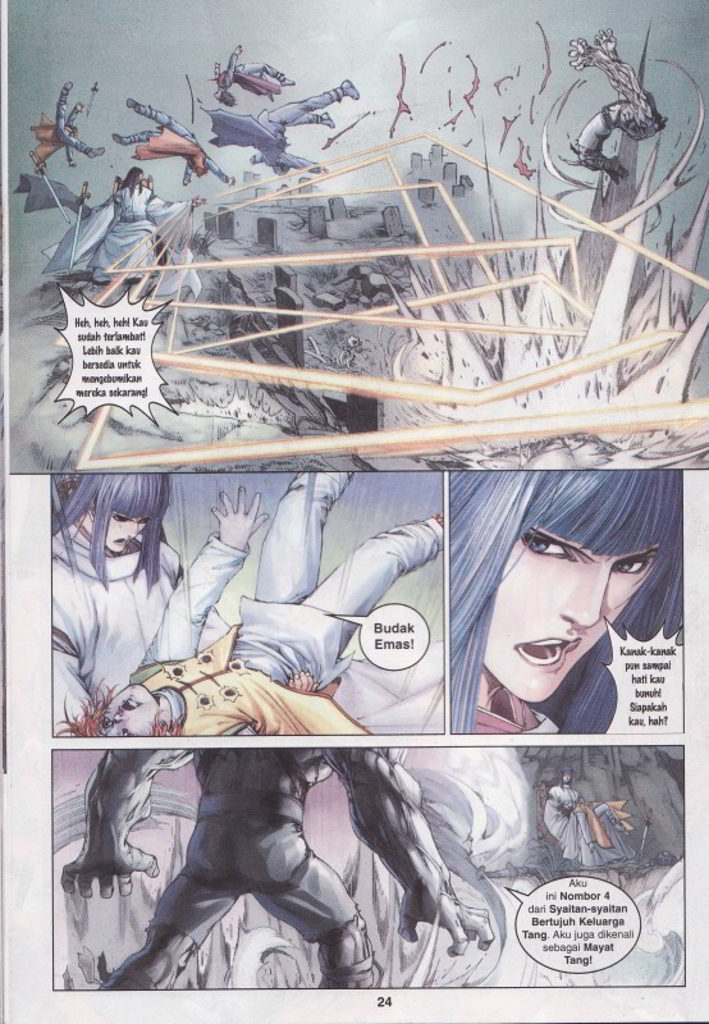 Heh, heh, heh! Kau
sudah terlambat!
Lebih baik kau
bersedia untuk
mengebumikan
mereka sekarang!
Budak
Emas!
Kanak-kanak
pun sampai
hati kau
bunuh!
Siapakah
kau, hah?
Aku
ini Nombor 4
dari Syaitan-syaitan
Bertujuh Keluarga
Tang. Aku juga dikenali
sebagai Mayat
Tang!
24